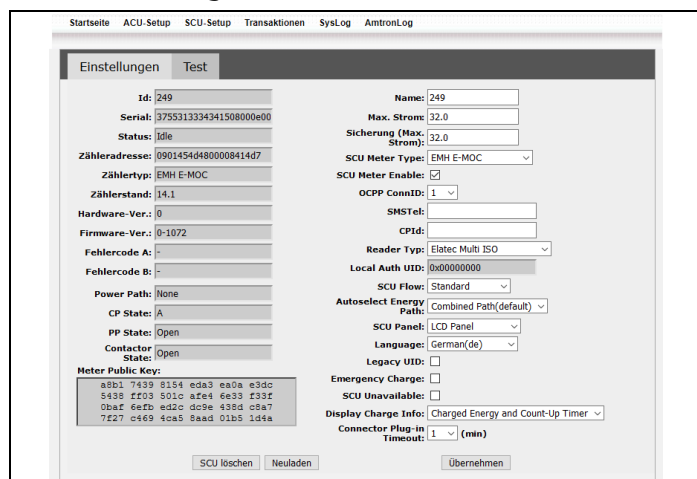 Startseite ACU-Setup SCU-Setup Transaktionen SysLog AmtronLog
Einstellungen Test
Id: 249
Serial: 3755313334341508000e00
Status: Idle
Zähleradresse: 0901454d4800008414d7
Zählertyp: EMH E-MOC
Zählerstand: 14.1
Hardware-Ver.: 0
Firmware-Ver.: 0-1072
Fehlercode A: -
Fehlercode B: -
Power Path: None
CP State: A
PP State: Open
Contactor
State: Open
Meter Public Key:
a8b1 7439 8154 eda3 ea0a e3dc
5438 ff03 501c afe4 6e33 f33f
0baf 6efb ed2c dc9e 438d c8a7
7f27 c469 4ca5 8aad 01b5 1d4a
Name: 249
Max. Strom: 32.0
Sicherung (Max.
Strom): 32.0
SCU Meter Type: EMH E-MOC
SCU Meter Enable:
OCPP ConnID: 1
SMSTel:
CPId:
Reader Typ: Elatec Multi ISO
Local Auth UID: 0x00000000
SCU Flow: Standard
Autoselect Energy
Path: Combined Path(default)
SCU Panel: LCD Panel
Language: German(de)
Legacy UID:
Emergency Charge:
SCU Unavailable:
Display Charge Info: Charged Energy and Count-Up Timer
Connector Plug-in
Timeout: 1 (min)
SCU löschen Neuladen Übernehmen